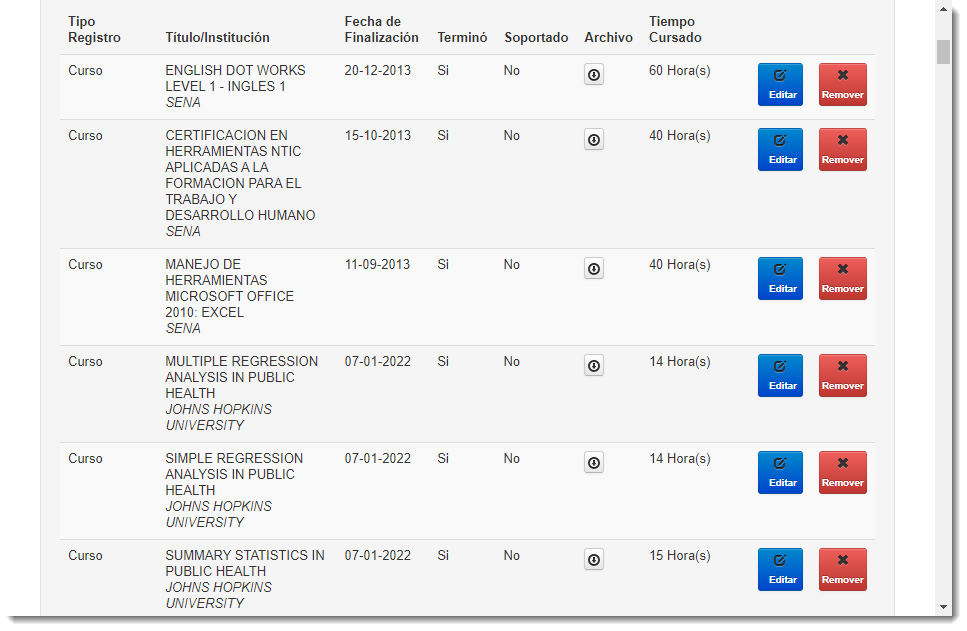 Tipo Registro Título/Institución Fecha de Finalización Terminó Soportado Archivo Tiempo Cursado
Curso ENGLISH DOT WORKS 20-12-2013 Si No 60 Hora(s)
LEVEL 1 - INGLES 1
SENA
Editar Remover
Curso CERTIFICACION EN 15-10-2013 Si No 40 Hora(s)
HERRAMIENTAS NTIC
APLICADAS A LA
FORMACION PARA EL
TRABAJO Y
DESARROLLO HUMANO
SENA
Editar Remover
Curso MANEJO DE 11-09-2013 Si No 40 Hora(s)
HERRAMIENTAS
MICROSOFT OFFICE
2010: EXCEL
SENA
Editar Remover
Curso MULTIPLE REGRESSION 07-01-2022 Si No 14 Hora(s)
ANALYSIS IN PUBLIC
HEALTH
JOHNS HOPKINS
UNIVERSITY
Editar Remover
Curso SIMPLE REGRESSION 07-01-2022 Si No 14 Hora(s)
ANALYSIS IN PUBLIC
HEALTH
JOHNS HOPKINS
UNIVERSITY
Editar Remover
Curso SUMMARY STATISTICS IN 07-01-2022 Si No 15 Hora(s)
PUBLIC HEALTH
JOHNS HOPKINS
UNIVERSITY
Editar Remover